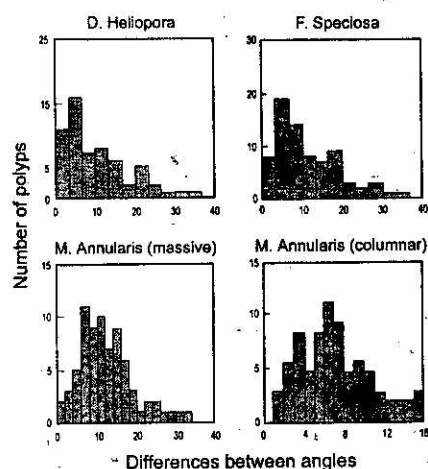 D. Heliopora
F. Speciosa
25
15
5
0
0 10 20 30 40
30
20
10
0
0 10 20 30 40
Number of polyps
M. Annularis (massive)
M. Annularis (columnar)
15
10
5
0
0 10 20 30 40
15
10
5
0
4 8 12 16
Differences between angles